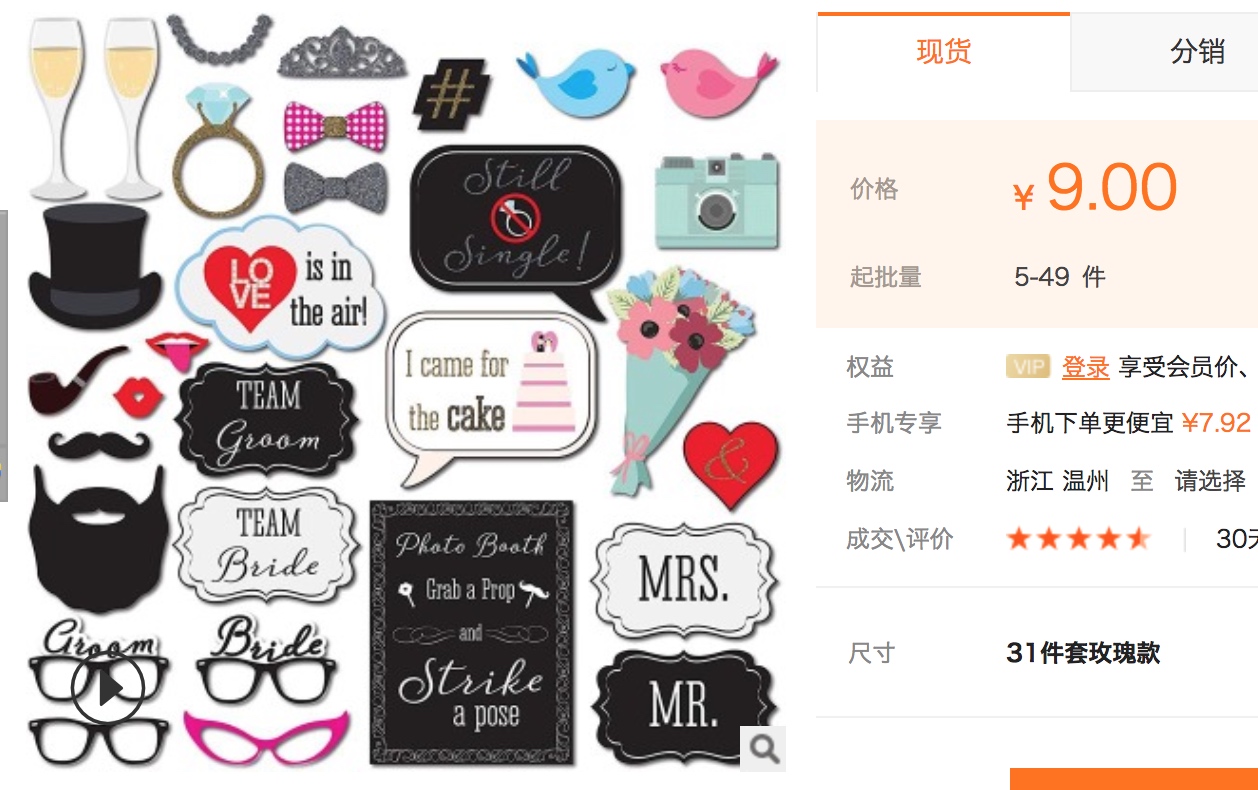 #
Still
Single!
LO
VE
is in
the air!
I came for
the cake
TEAM
Groom
&
TEAM
Bride
Photo Booth
Grab a Prop
and
Strike
a pose
MRS.
MR.
Groom
Bride
现货
分销
价格
¥ 9.00
起批量
5-49 件
权益
VIP 登录 享受会员价、
手机专享
手机下单更便宜 ¥7.92
物流
浙江 温州 至 请选择
成交\评价
30天
尺寸
31件套玫瑰款